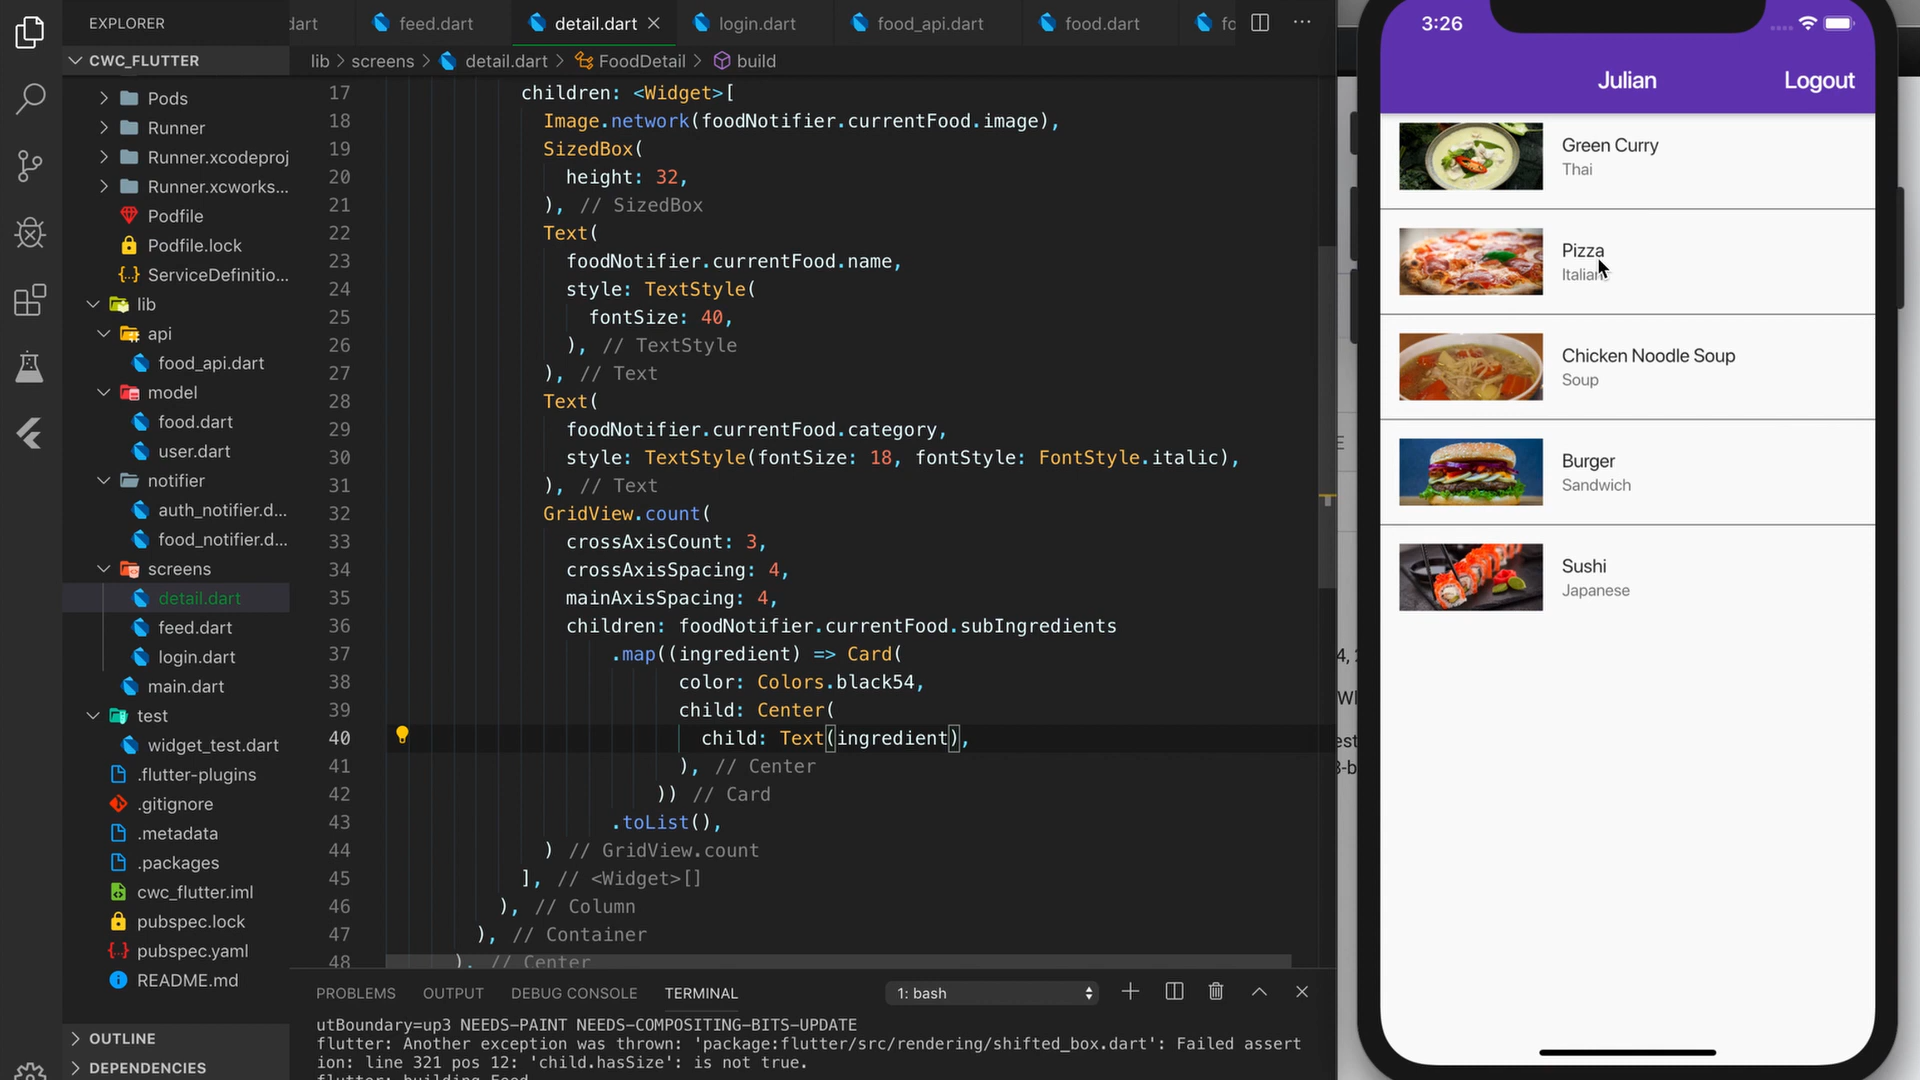 EXPLORER
dart
feed.dart
detail.dart
login.dart
food_api.dart
food.dart
fo
CWC_FLUTTER
lib > screens > detail.dart > FoodDetail > build
Pods
Runner
Runner.xcodeproj
Runner.xcworks...
Podfile
Podfile.lock
{..} ServiceDefinitio...
lib
api
food_api.dart
model
food.dart
user.dart
notifier
auth_notifier.d...
food_notifier.d...
screens
detail.dart
feed.dart
login.dart
main.dart
test
widget_test.dart
.flutter-plugins
.gitignore
.metadata
.packages
cwc_flutter.iml
pubspec.lock
pubspec.yaml
README.md
OUTLINE
DEPENDENCIES
17 children: <Widget>[
18 Image.network(foodNotifier.currentFood.image),
19 SizedBox(
20 height: 32,
21 ), // SizedBox
22 Text(
23 foodNotifier.currentFood.name,
24 style: TextStyle(
25 fontSize: 40,
26 ), // TextStyle
27 ), // Text
28 Text(
29 foodNotifier.currentFood.category,
30 style: TextStyle(fontSize: 18, fontStyle: FontStyle.italic),
31 ), // Text
32 GridView.count(
33 crossAxisCount: 3,
34 crossAxisSpacing: 4,
35 mainAxisSpacing: 4,
36 children: foodNotifier.currentFood.subIngredients
37 .map((ingredient) => Card(
38 color: Colors.black54,
39 child: Center(
40 child: Text(ingredient),
41 ), // Center
42 )) // Card
43 .toList(),
44 ) // GridView.count
45 ], // <Widget>[]
46 ), // Column
47 ), // Container
48 ), // Center
PROBLEMS OUTPUT DEBUG CONSOLE TERMINAL
1: bash
utBoundary=up3 NEEDS-PAINT NEEDS-COMPOSITING-BITS-UPDATE
flutter: Another exception was thrown: 'package:flutter/src/rendering/shifted_box.dart': Failed assert
ion: line 321 pos 12: 'child.hasSize': is not true.
flutter: building Food
3:26
Julian
Logout
Green Curry
Thai
Pizza
Italian
Chicken Noodle Soup
Soup
Burger
Sandwich
Sushi
Japanese